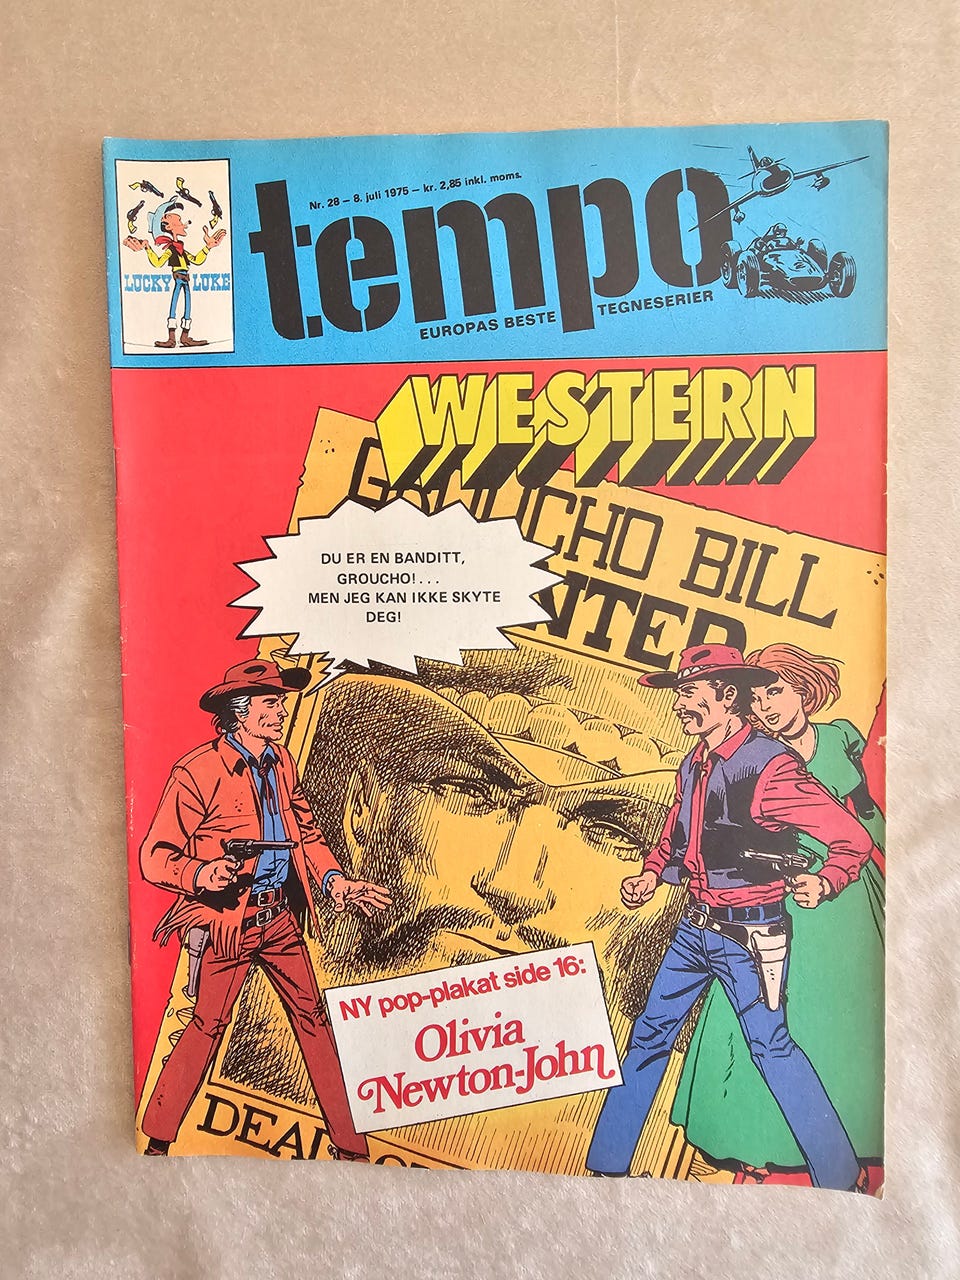 Nr. 28 – 8. juli 1975 – kr. 2,85 inkl. moms.
tempo
EUROPAS BESTE TEGNESERIER
LUCKY LUKE
WESTERN
GROUCHO BILL
DU ER EN BANDITT,
GROUCHO!...
MEN JEG KAN IKKE SKYTE
DEG!
NY pop-plakat side 16:
Olivia
Newton-John